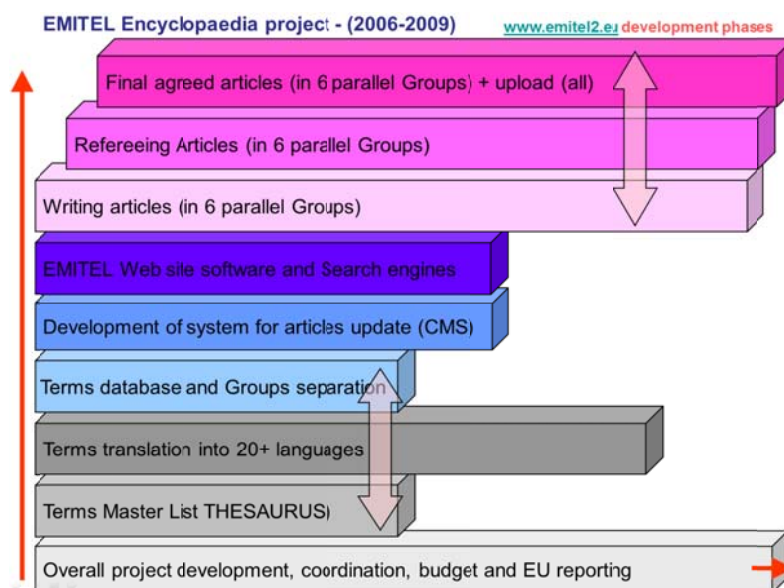 EMITEL Encyclopaedia project - (2006-2009) www.emitel2.eu development phases
Final agreed articles (in 6 parallel Groups) + upload (all)
Refereeing Articles (in 6 parallel Groups)
Writing articles (in 6 parallel Groups)
EMITEL Web site software and Search engines
Development of system for articles update (CMS)
Terms database and Groups separation
Terms translation into 20+ languages
Terms Master List THESAURUS)
Overall project development, coordination, budget and EU reporting